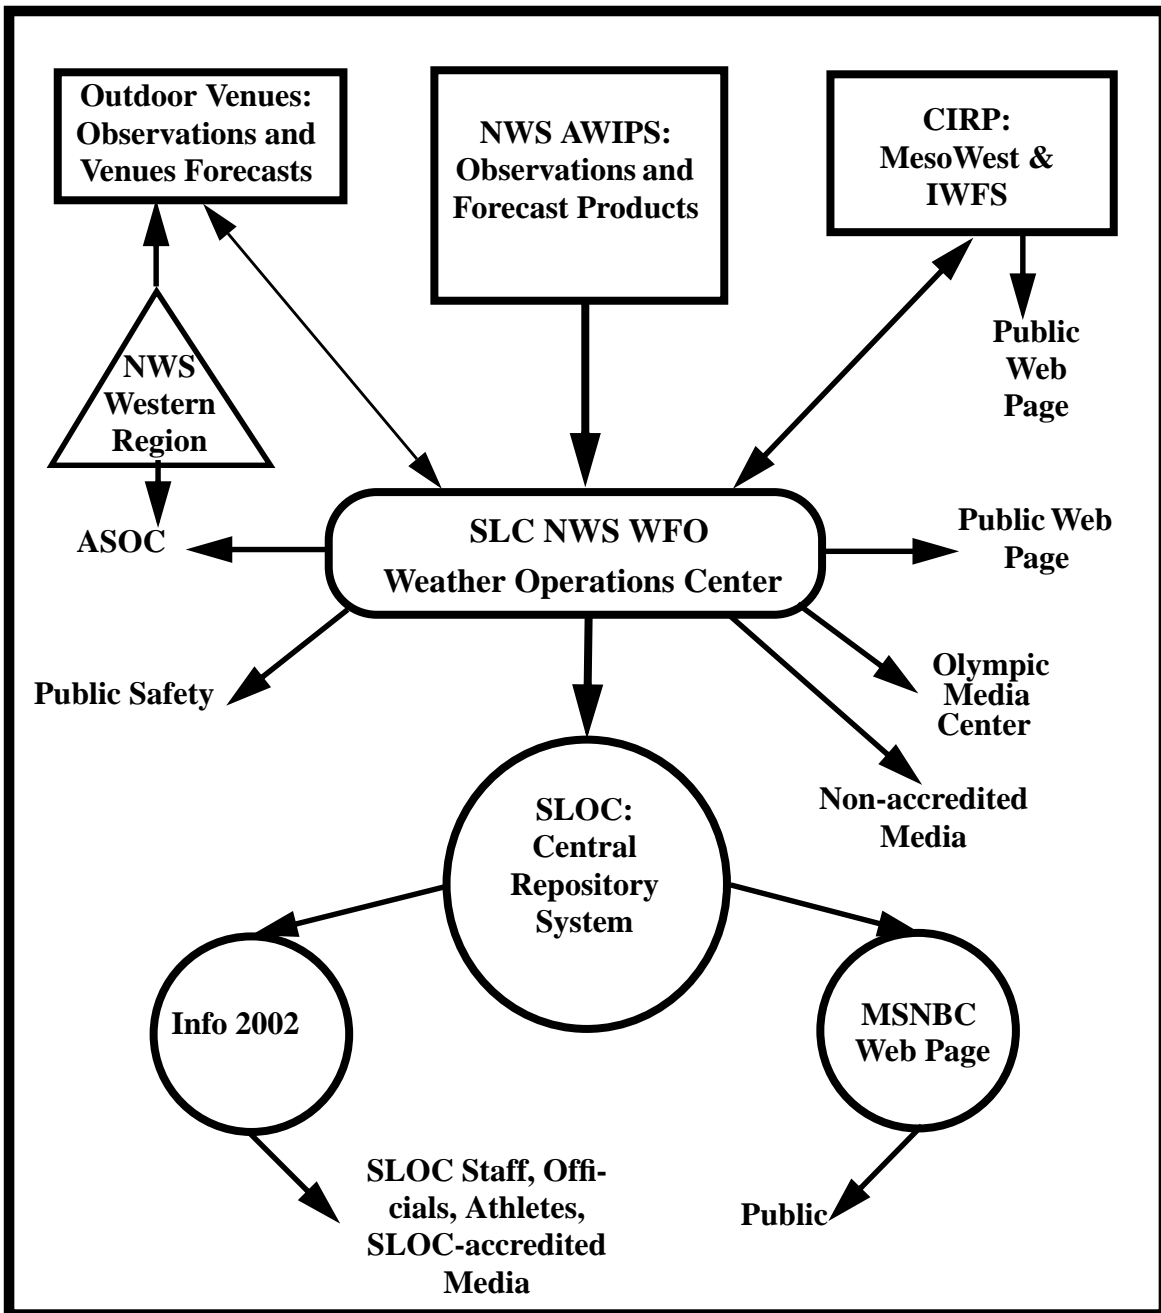 Outdoor Venues:
Observations and
Venues Forecasts
NWS AWIPS:
Observations and
Forecast Products
CIRP:
MesoWest &
IWFS
Public
Web
Page
NWS
Western
Region
ASOC
SLC NWS WFO
Weather Operations Center
Public Web
Page
Public Safety
Olympic
Media
Center
Non-accredited
Media
SLOC:
Central
Repository
System
Info 2002
MSNBC
Web Page
SLOC Staff, Offi-
cials, Athletes,
SLOC-accredited
Media
Public